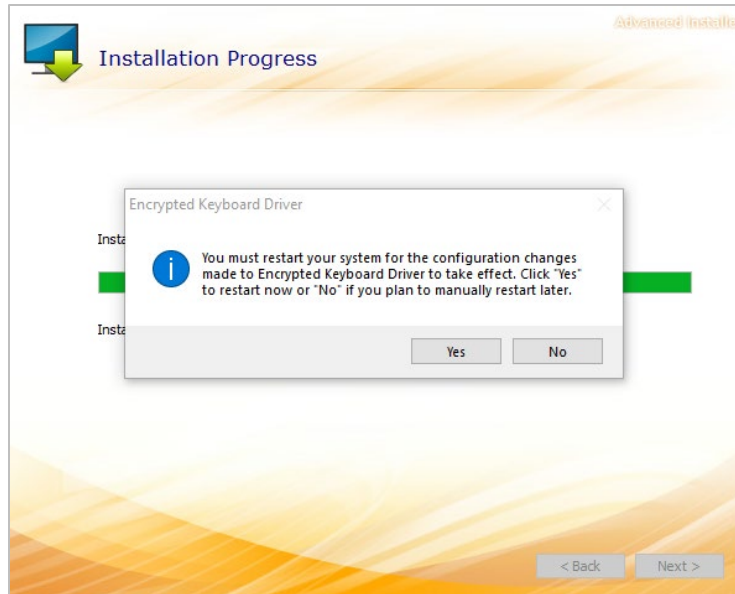 Advanced Installe
Installation Progress
Encrypted Keyboard Driver
Insta
You must restart your system for the configuration changes
made to Encrypted Keyboard Driver to take effect. Click "Yes"
to restart now or "No" if you plan to manually restart later.
Insta
Yes
No
< Back
Next >